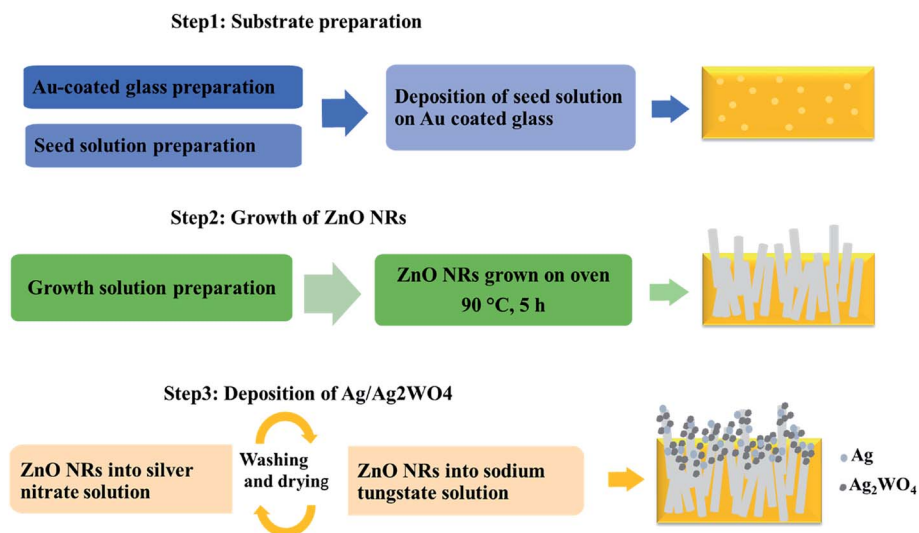 Step1: Substrate preparation
Au-coated glass preparation
Seed solution preparation
Deposition of seed solution
on Au coated glass
Step2: Growth of ZnO NRs
Growth solution preparation
ZnO NRs grown on oven
90 °C, 5 h
Step3: Deposition of Ag/Ag2WO4
ZnO NRs into silver
nitrate solution
Washing
and drying
ZnO NRs into sodium
tungstate solution
Ag
Ag₂WO₄